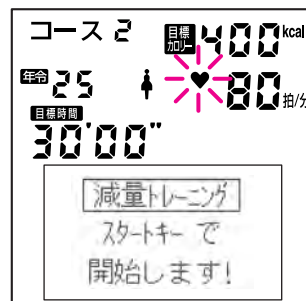 コース 2
目標カロリー 400 kcal
年令 25
80 拍/分
目標時間
30'00"
減量トレーニング
スタートキー で
開始します!